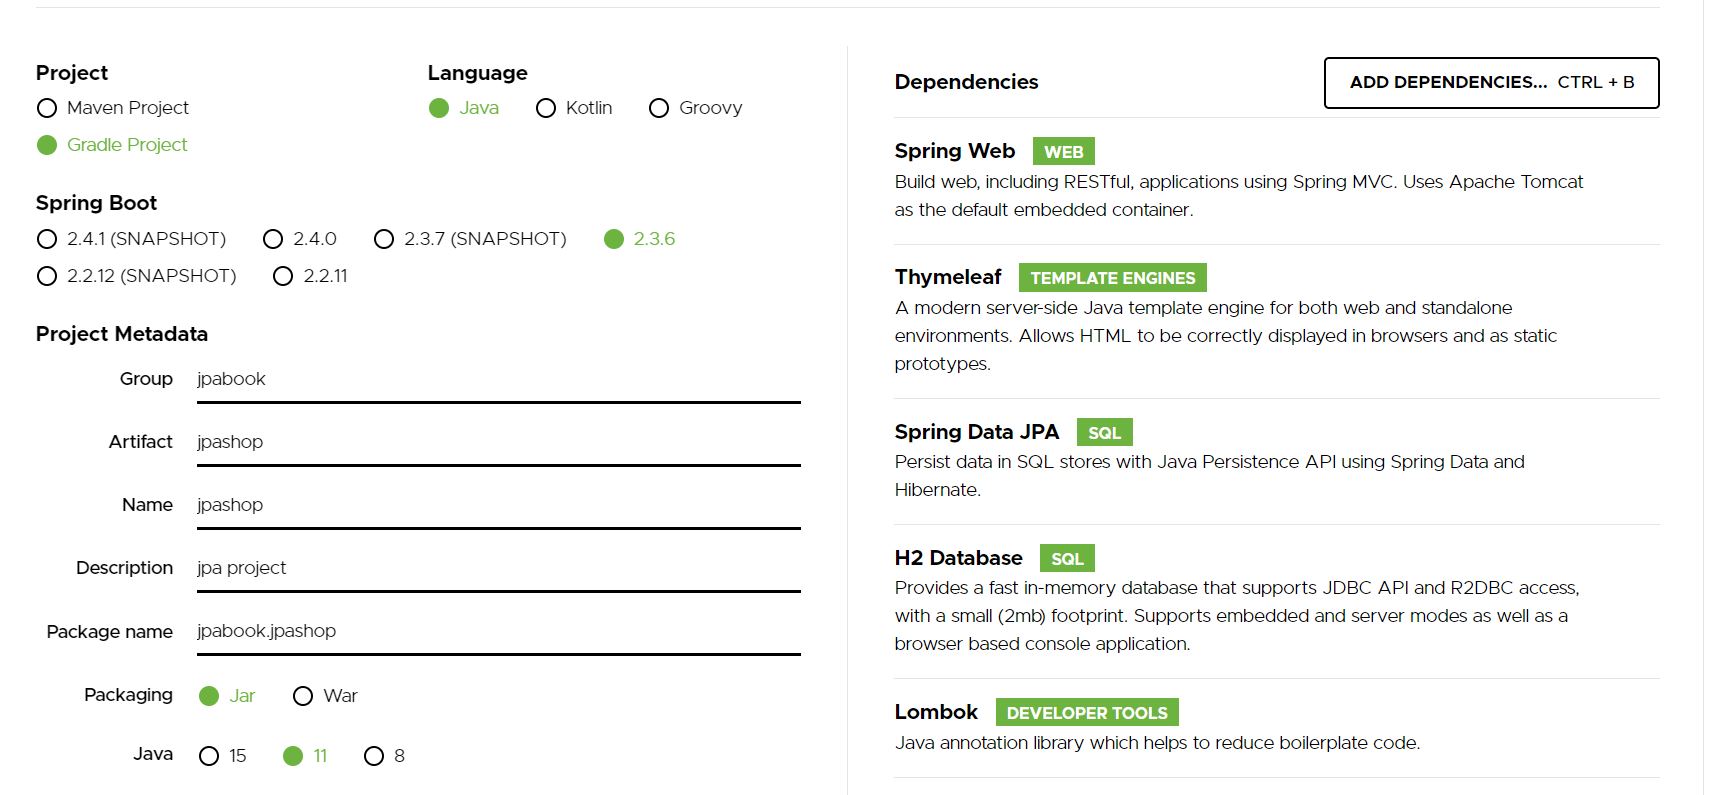 Project
Maven Project
Gradle Project
Language
Java Kotlin Groovy
Spring Boot
2.4.1 (SNAPSHOT) 2.4.0 2.3.7 (SNAPSHOT) 2.3.6
2.2.12 (SNAPSHOT) 2.2.11
Project Metadata
Group jpabook
Artifact jpashop
Name jpashop
Description jpa project
Package name jpabook.jpashop
Packaging Jar War
Java 15 11 8
Dependencies ADD DEPENDENCIES... CTRL + B
Spring Web WEB
Build web, including RESTful, applications using Spring MVC. Uses Apache Tomcat
as the default embedded container.
Thymeleaf TEMPLATE ENGINES
A modern server-side Java template engine for both web and standalone
environments. Allows HTML to be correctly displayed in browsers and as static
prototypes.
Spring Data JPA SQL
Persist data in SQL stores with Java Persistence API using Spring Data and
Hibernate.
H2 Database SQL
Provides a fast in-memory database that supports JDBC API and R2DBC access,
with a small (2mb) footprint. Supports embedded and server modes as well as a
browser based console application.
Lombok DEVELOPER TOOLS
Java annotation library which helps to reduce boilerplate code.